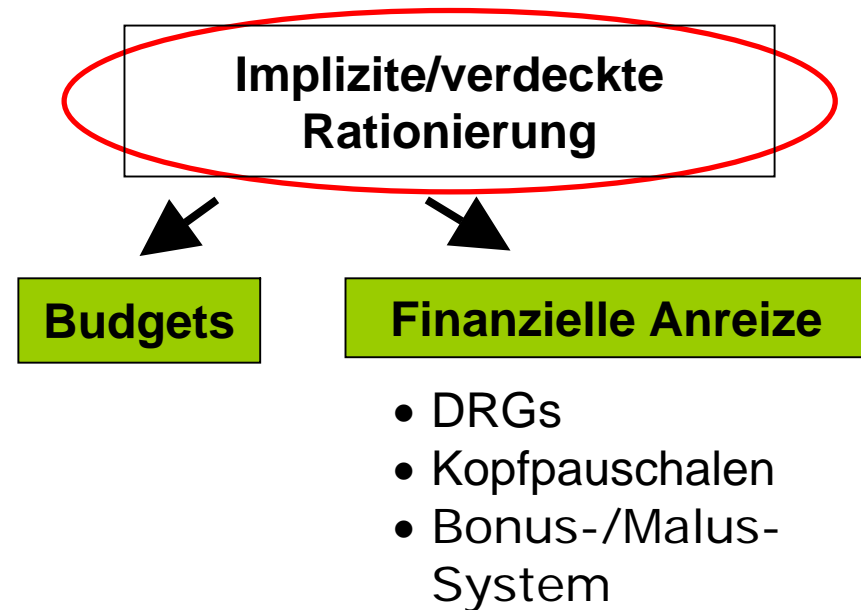 Implizite/verdeckte
Rationierung
Budgets
Finanzielle Anreize
• DRGs
• Kopfpauschalen
• Bonus-/Malus-
System